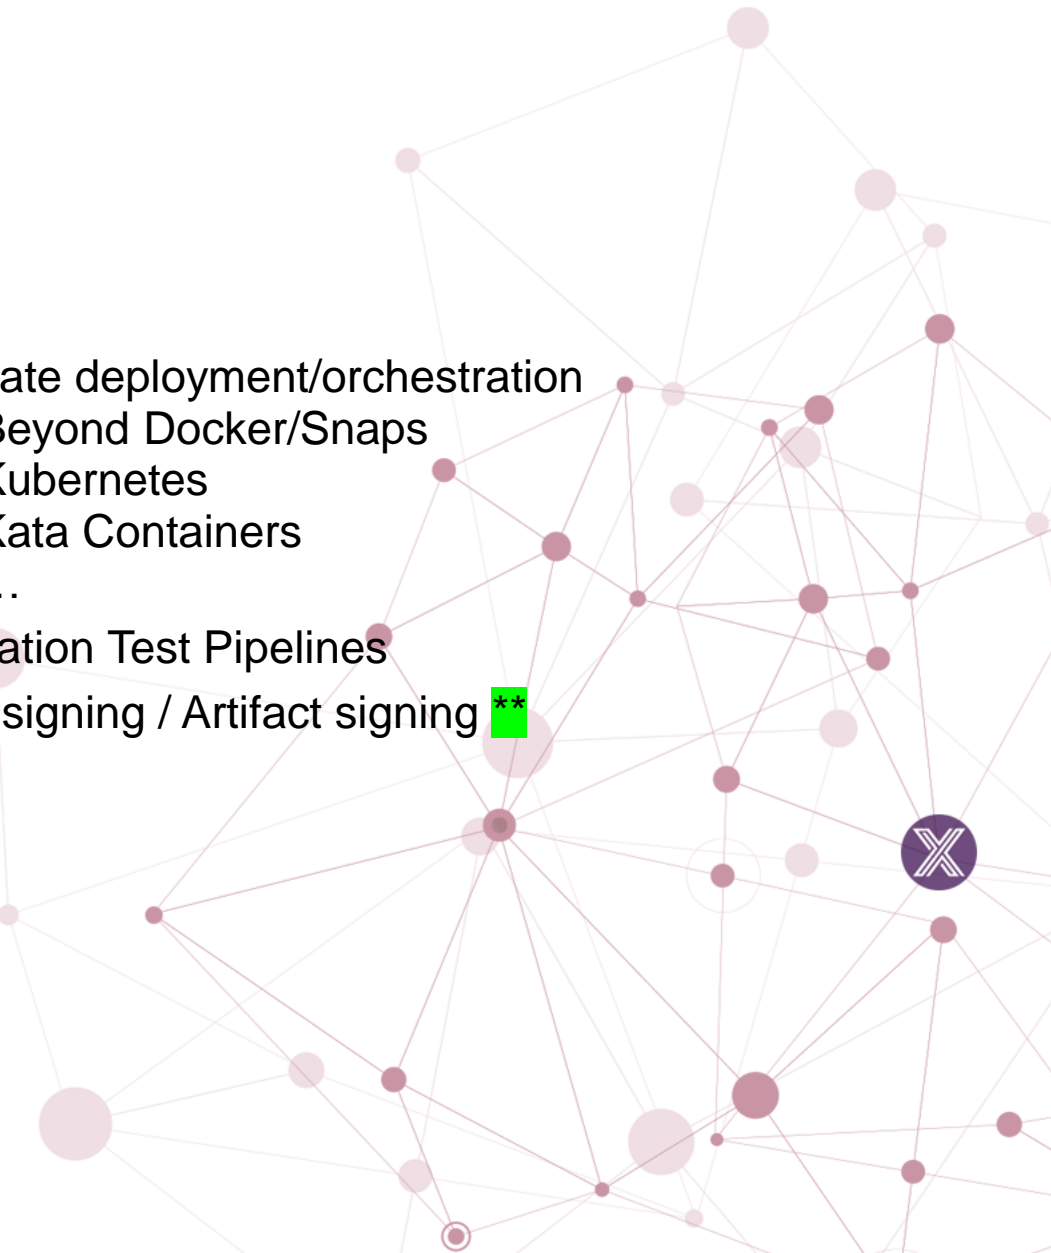 ate deployment/orchestration
Beyond Docker/Snaps
Kubernetes
Kata Containers
…
ation Test Pipelines
signing / Artifact signing **